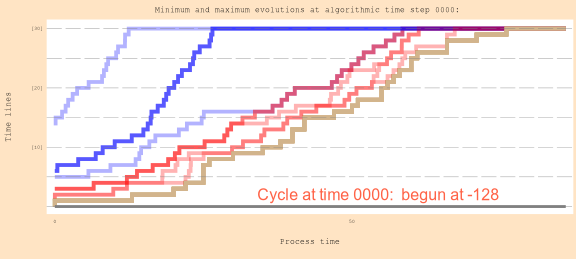 Minimum and maximum evolutions at algorithmic time step 0000:
[30]
[20]
[10]
Time lines
Cycle at time 0000: begun at -128
0
50
Process time